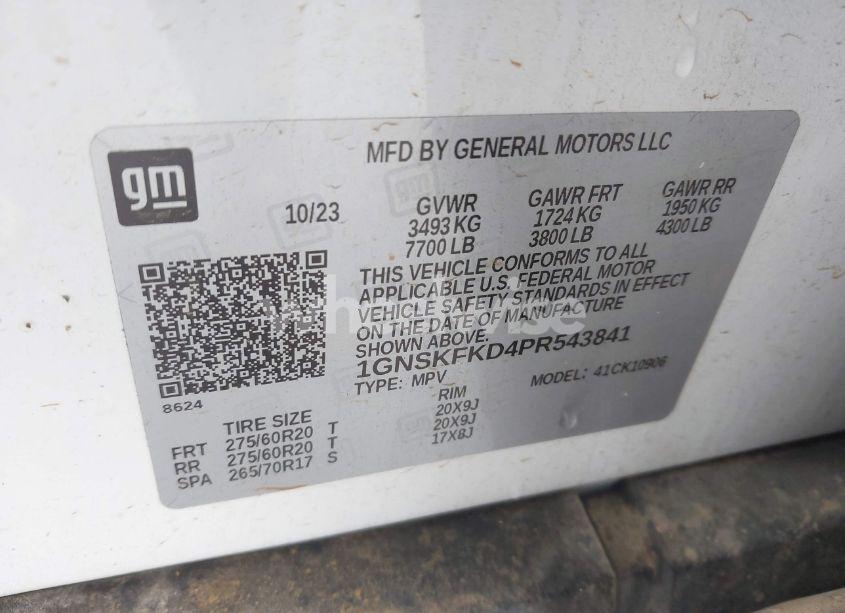 gm
MFD BY GENERAL MOTORS LLC
10/23
GVWR
3493 KG
7700 LB
GAWR FRT
1724 KG
3800 LB
GAWR RR
1950 KG
4300 LB
THIS VEHICLE CONFORMS TO ALL
APPLICABLE U.S. FEDERAL MOTOR
VEHICLE SAFETY STANDARDS IN EFFECT
ON THE DATE OF MANUFACTURE
SHOWN ABOVE.
1GNSKFKD4PR543841
TYPE: MPV
MODEL: 41CK10906
8624
TIRE SIZE
RIM
FRT 275/60R20 T 20X9J
RR 275/60R20 T 20X9J
SPA 265/70R17 S 17X8J